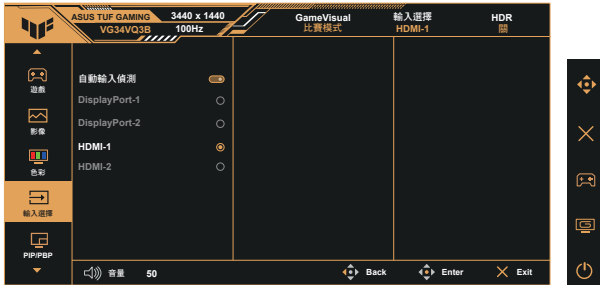 ASUS TUF GAMING
VG34VQ3B
3440 x 1440
100Hz
GameVisual
比賽模式
輸入選擇
HDMI-1
HDR
關
遊戲
影像
色彩
輸入選擇
PIP/PBP
自動輸入偵測
DisplayPort-1
DisplayPort-2
HDMI-1
HDMI-2
音量 50
Back
Enter
Exit